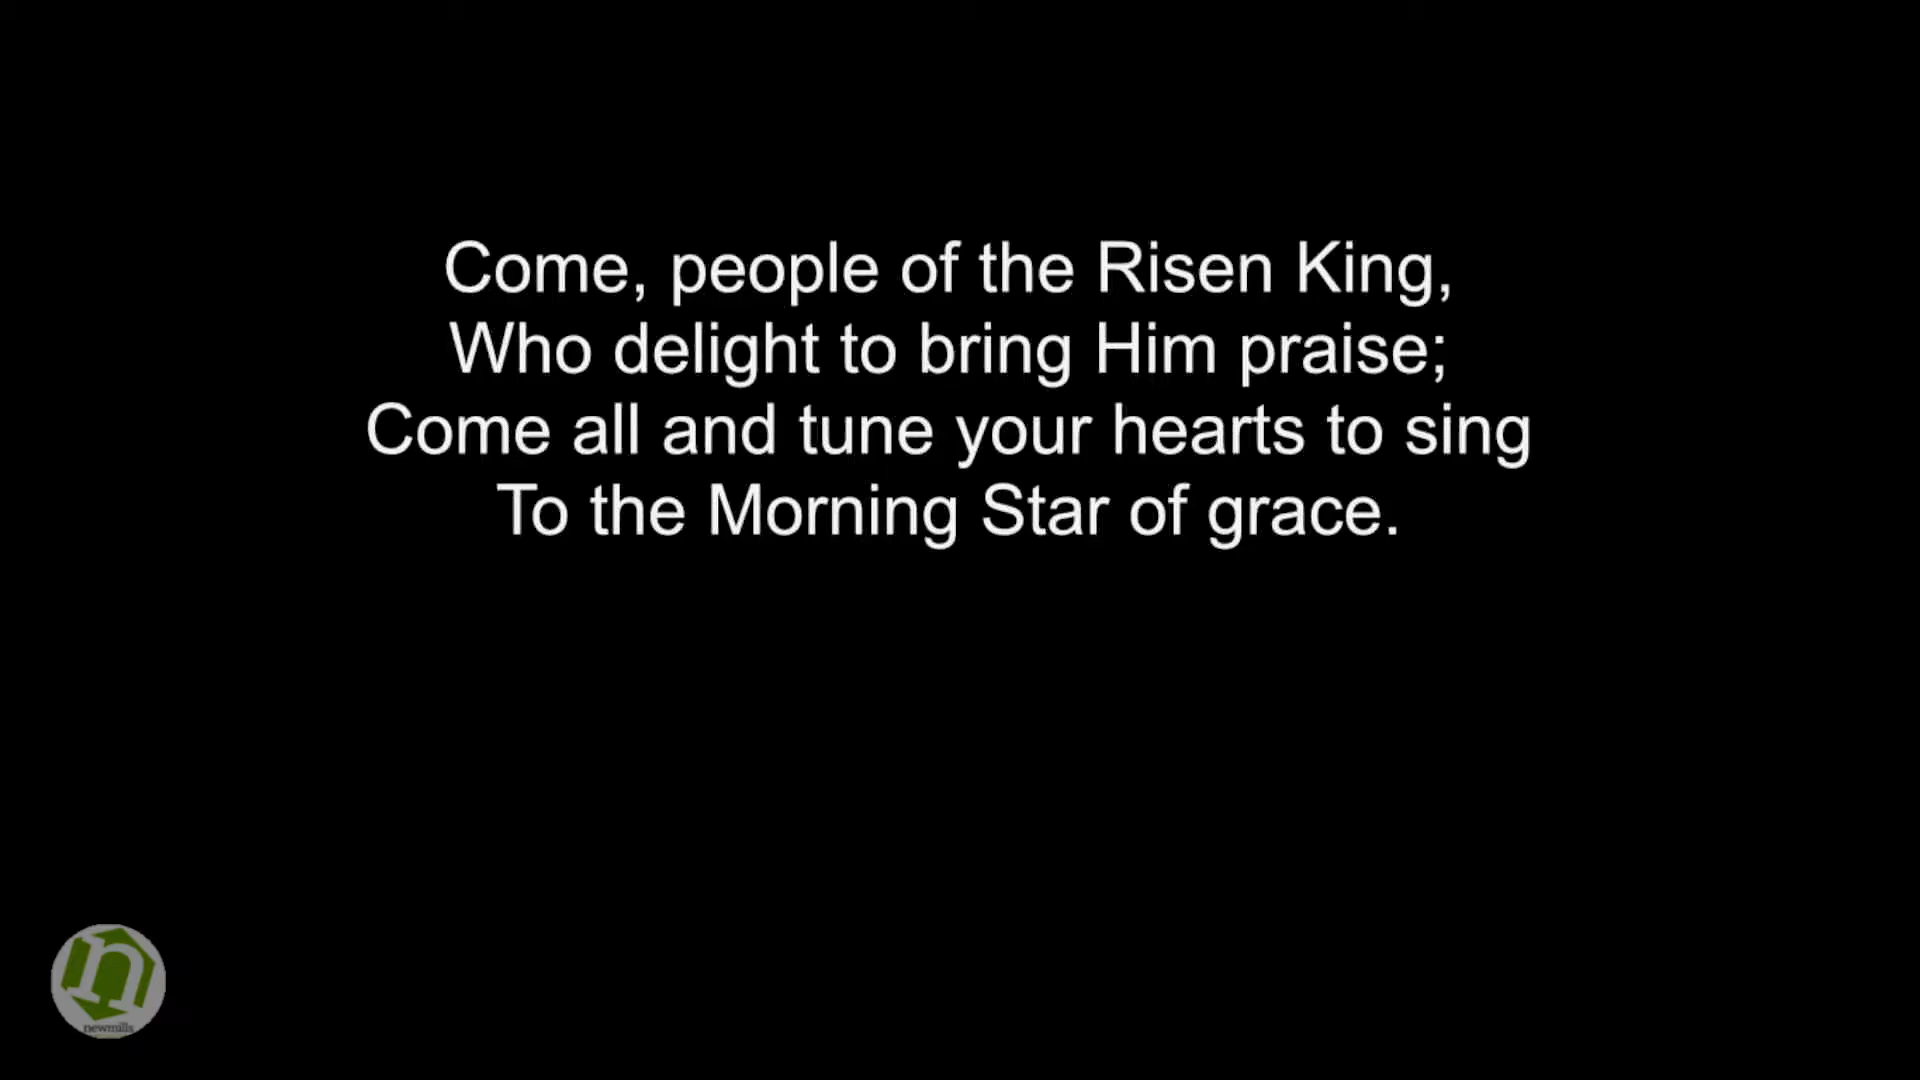 Come, people of the Risen King,
Who delight to bring Him praise;
Come all and tune your hearts to sing
To the Morning Star of grace.
n
newmills